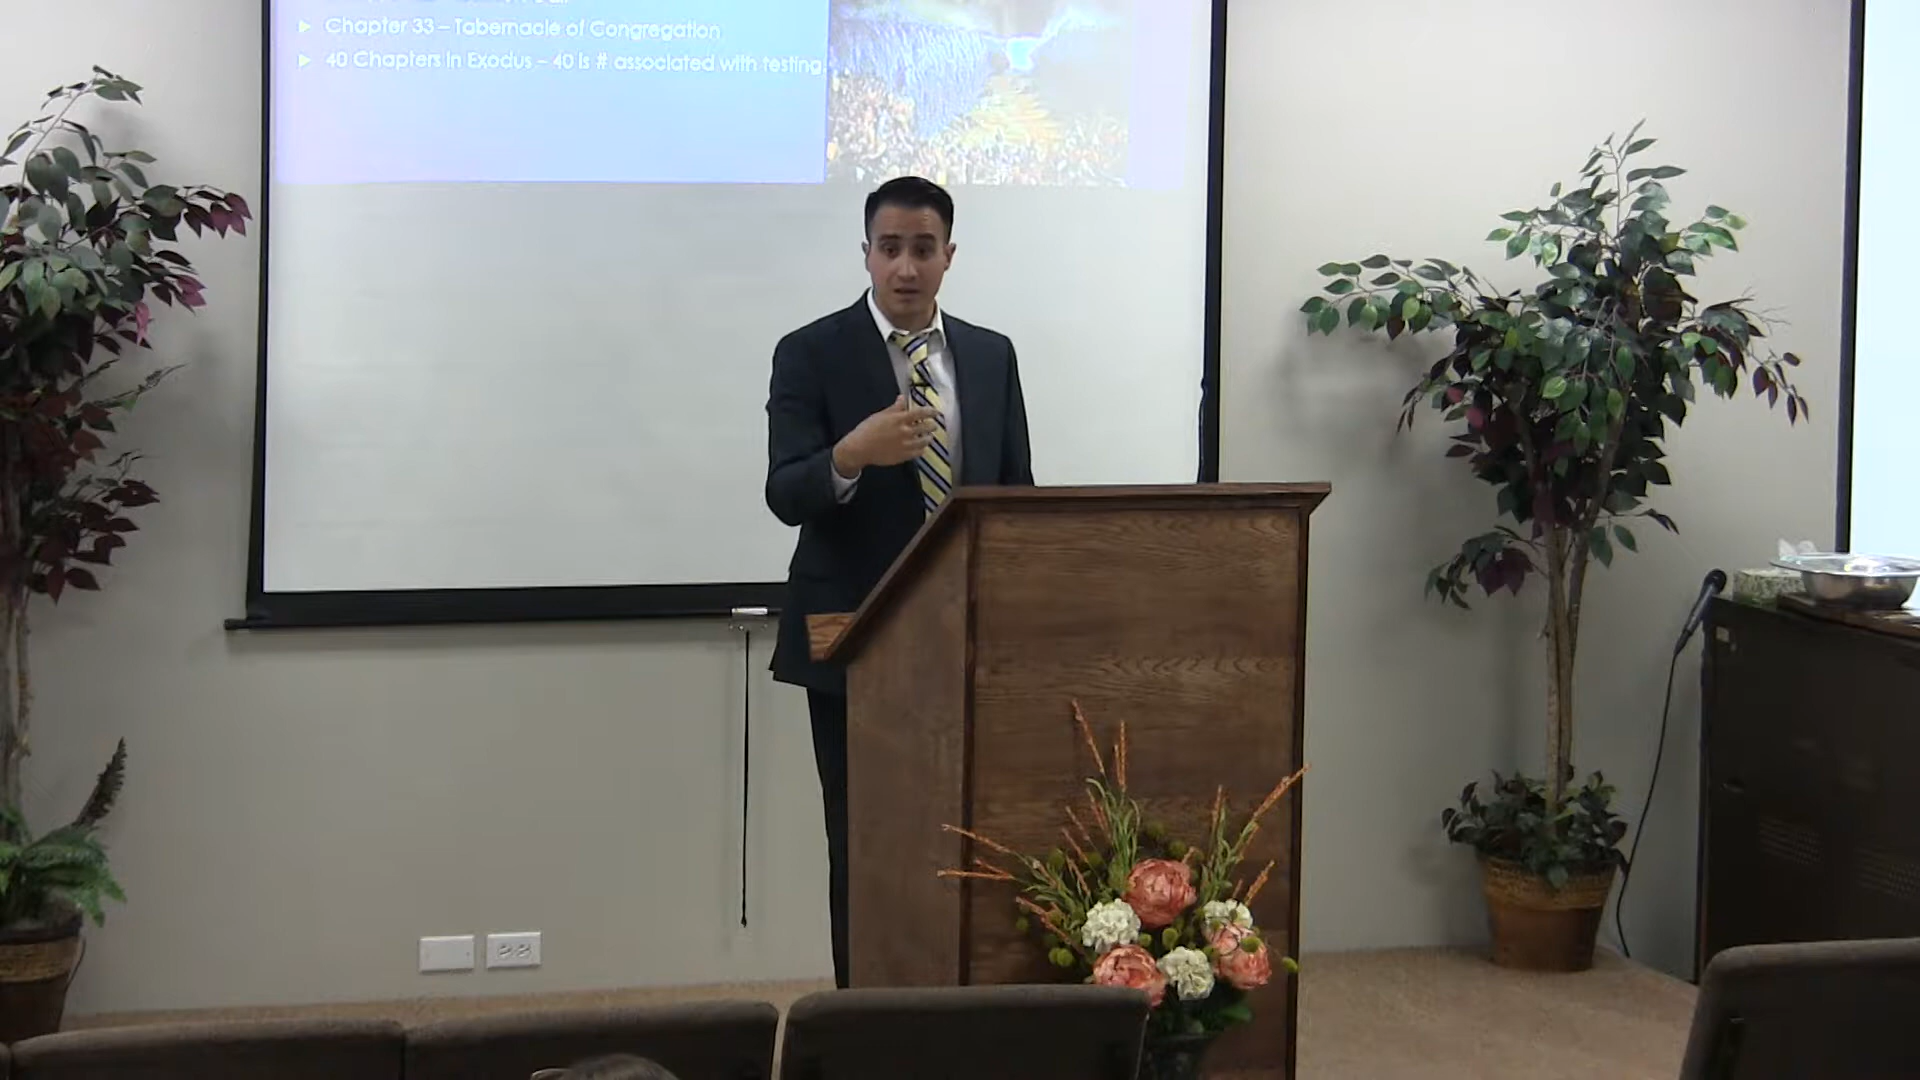 Chapter 33 – Tabernacle of Congregation
40 Chapters in Exodus – 40 is # associated with testing